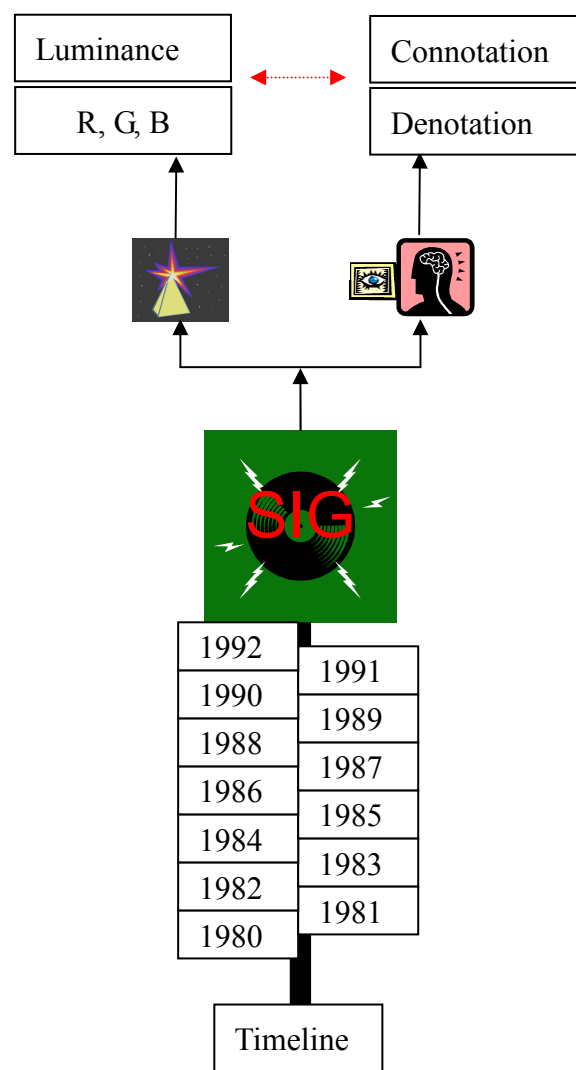 Luminance
Connotation
R, G, B
Denotation
SIG
1992
1991
1990
1989
1988
1987
1986
1985
1984
1983
1982
1981
1980
Timeline